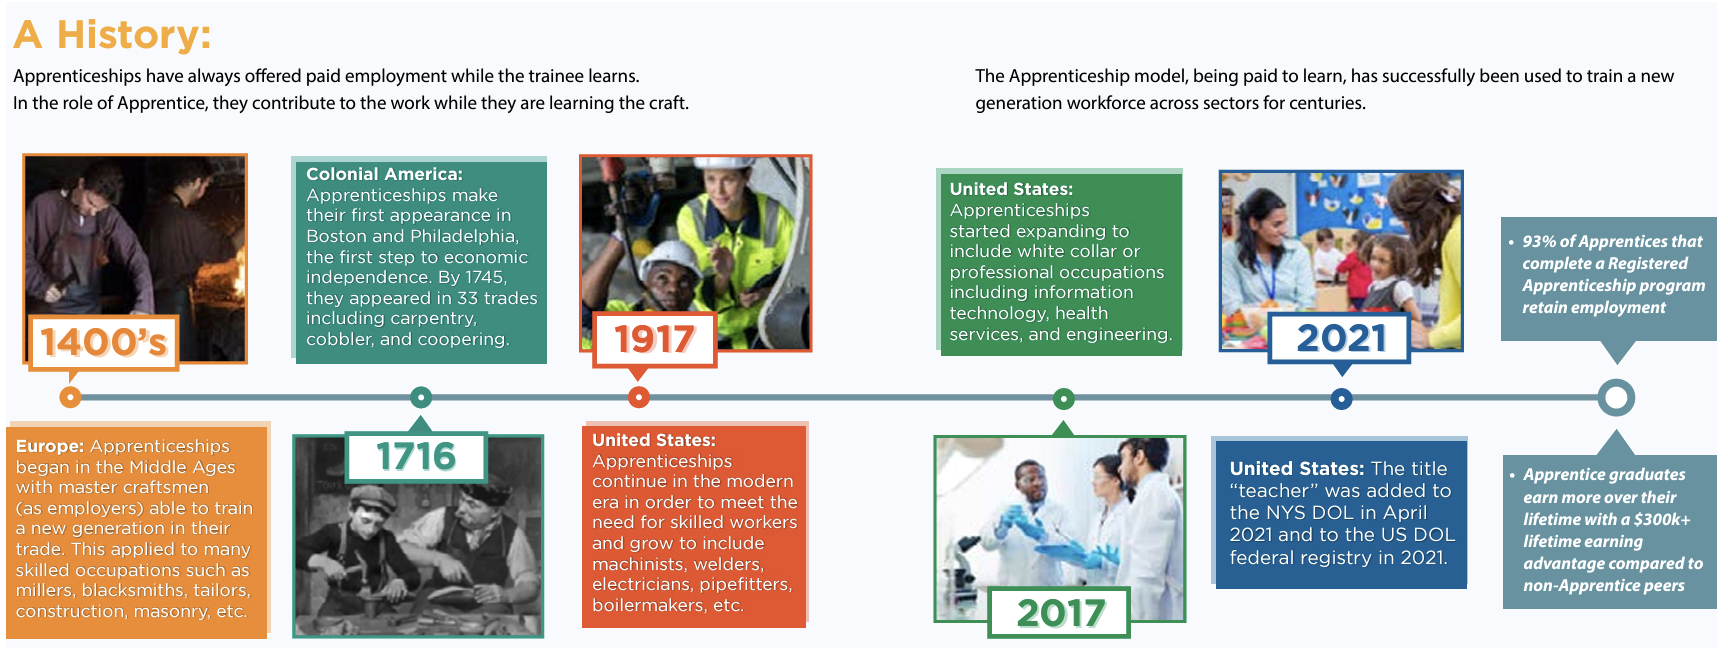 A History:
Apprenticeships have always offered paid employment while the trainee learns.
In the role of Apprentice, they contribute to the work while they are learning the craft.
The Apprenticeship model, being paid to learn, has successfully been used to train a new
generation workforce across sectors for centuries.
1400's
Europe: Apprenticeships
began in the Middle Ages
with master craftsmen
(as employers) able to train
a new generation in their
trade. This applied to many
skilled occupations such as
millers, blacksmiths, tailors,
construction, masonry, etc.
Colonial America:
Apprenticeships make
their first appearance in
Boston and Philadelphia,
the first step to economic
independence. By 1745,
they appeared in 33 trades
including carpentry,
cobbler, and coopering.
1716
1917
United States:
Apprenticeships
continue in the modern
era in order to meet the
need for skilled workers
and grow to include
machinists, welders,
electricians, pipefitters,
boilermakers, etc.
United States:
Apprenticeships
started expanding to
include white collar or
professional occupations
including information
technology, health
services, and engineering.
2017
2021
United States: The title
“teacher” was added to
the NYS DOL in April
2021 and to the US DOL
federal registry in 2021.
• 93% of Apprentices that
complete a Registered
Apprenticeship program
retain employment
• Apprentice graduates
earn more over their
lifetime with a $300k+
lifetime earning
advantage compared to
non-Apprentice peers